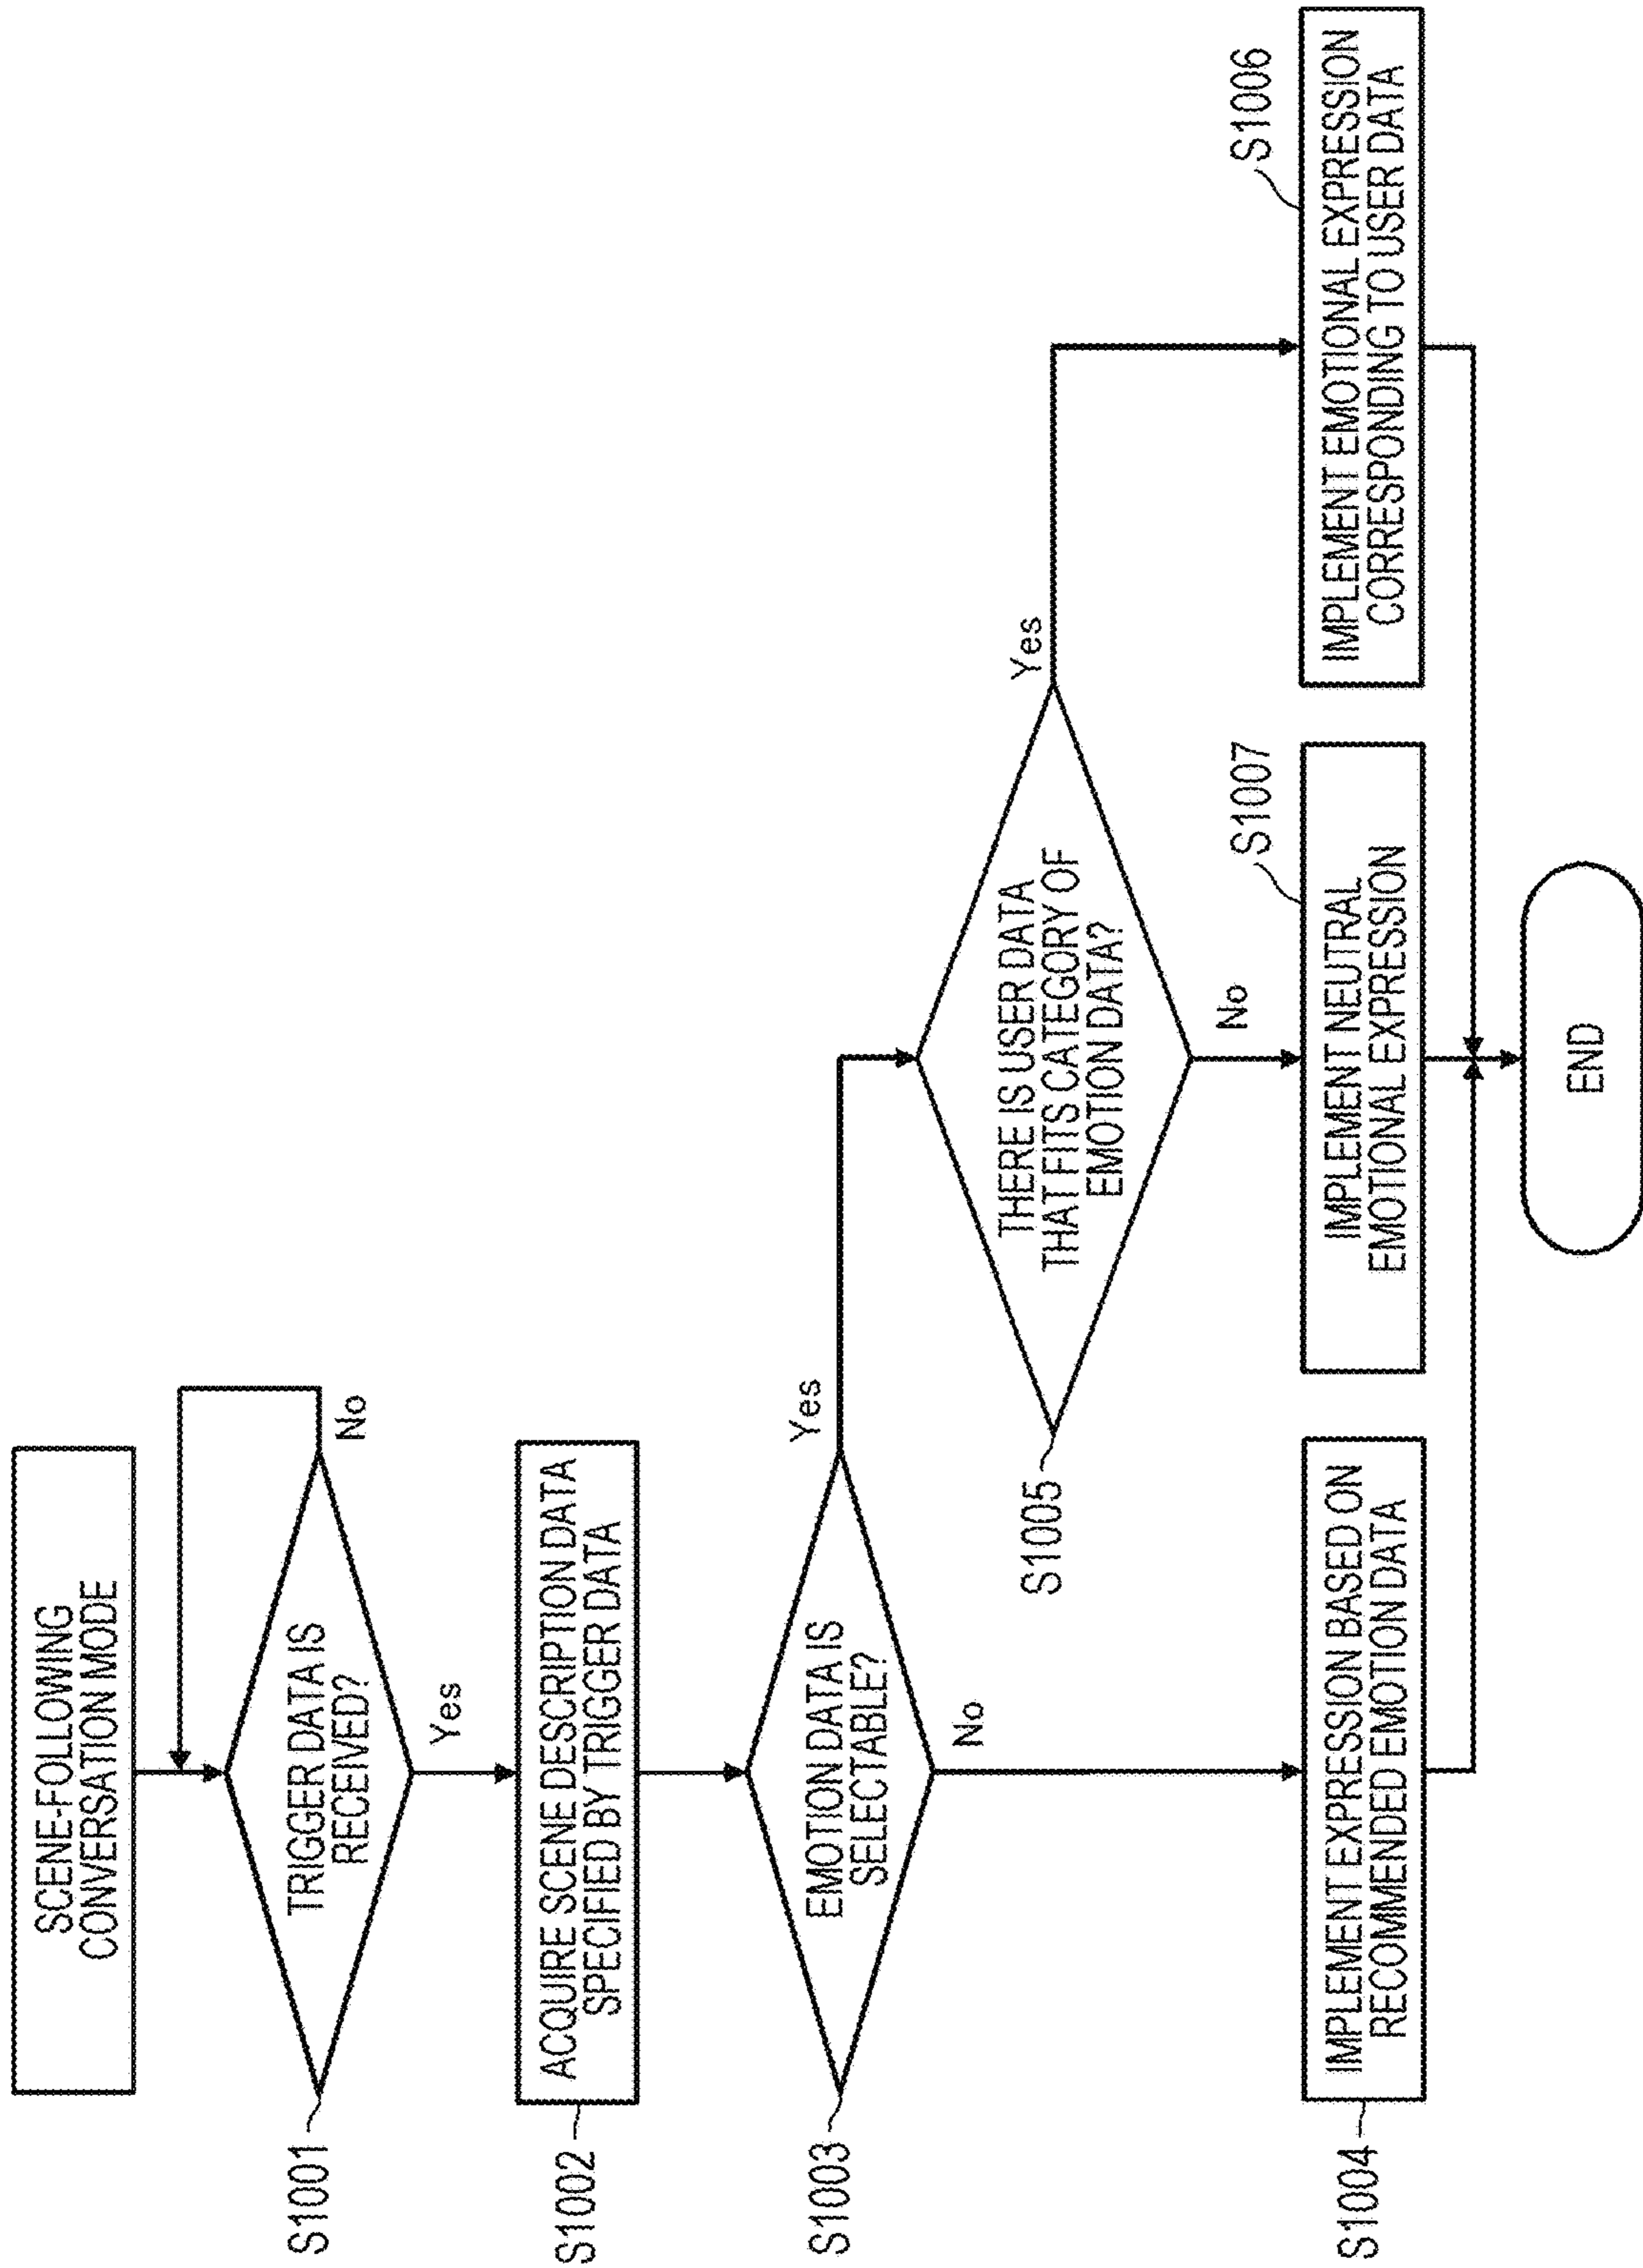 SCENE-FOLLOWING
CONVERSATION MODE
S1001
TRIGGER DATA IS
RECEIVED?
No
Yes
S1002
ACQUIRE SCENE DESCRIPTION DATA
SPECIFIED BY TRIGGER DATA
S1003
EMOTION DATA IS
SELECTABLE?
Yes
No
S1005
THERE IS USER DATA
THAT FITS CATEGORY OF
EMOTION DATA?
Yes
No
S1004
IMPLEMENT EXPRESSION BASED ON
RECOMMENDED EMOTION DATA
S1007
IMPLEMENT NEUTRAL
EMOTIONAL EXPRESSION
S1006
IMPLEMENT EMOTIONAL EXPRESSION
CORRESPONDING TO USER DATA
END